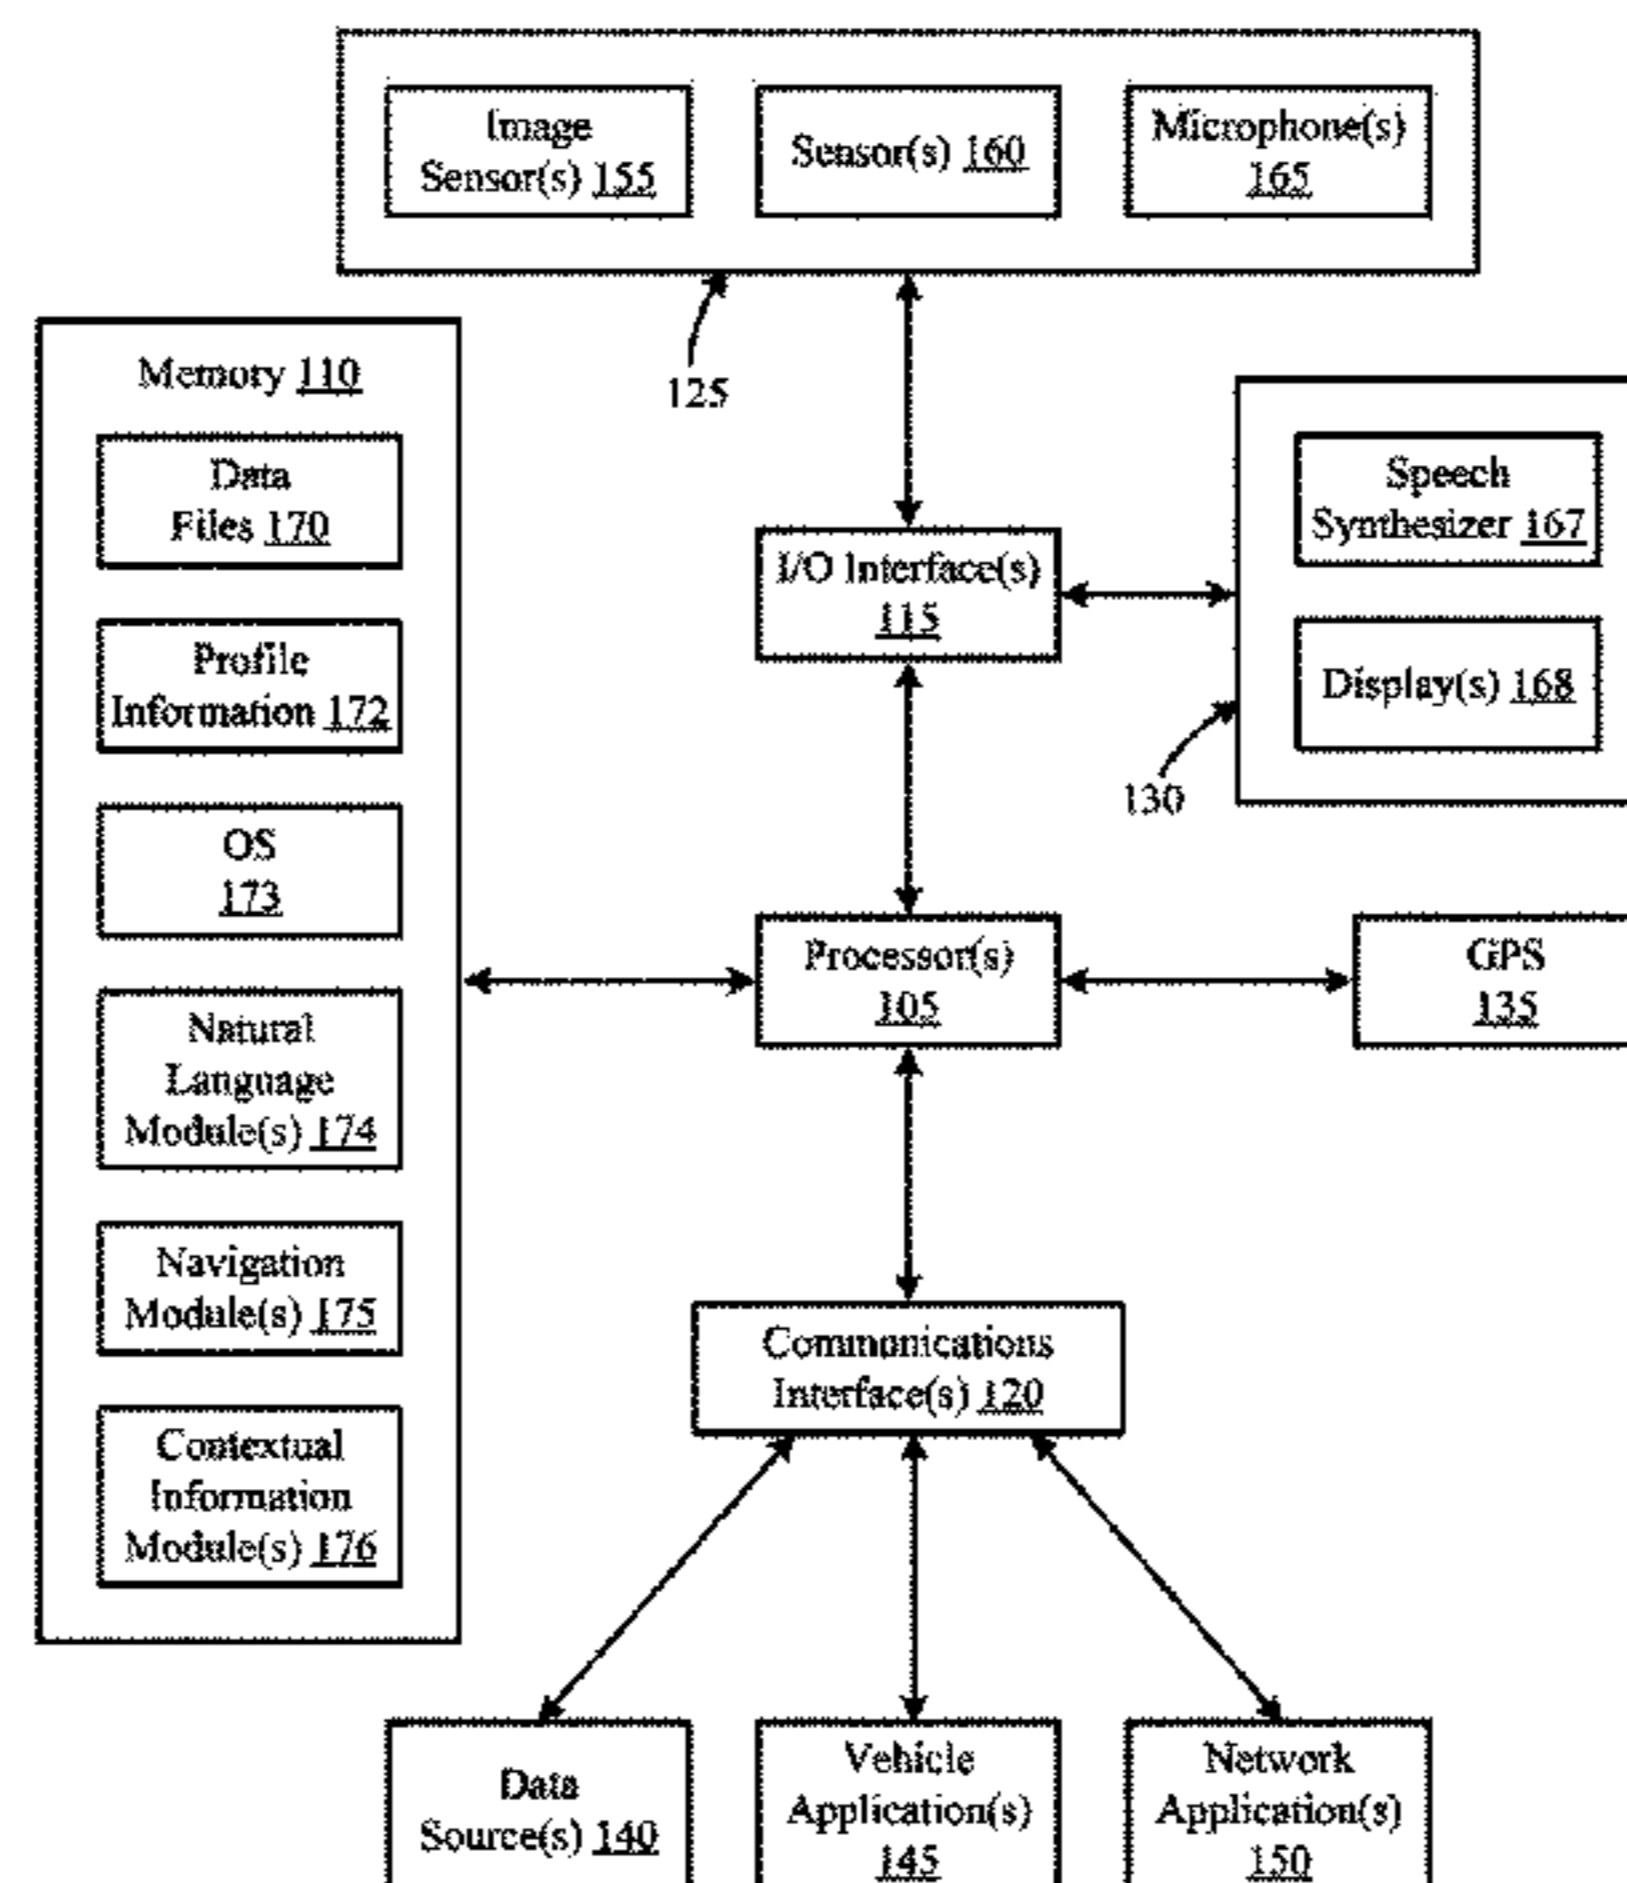 Image
Sensor(s) 155
Sensor(s) 160
Microphone(s)
165
125
Memory 110
Data
Files 170
Profile
Information 172
OS
173
Natural
Language
Module(s) 174
Navigation
Module(s) 175
Contextual
Information
Module(s) 176
I/O Interface(s)
115
Speech
Synthesizer 167
Display(s) 168
130
Processor(s)
105
GPS
135
Communications
Interface(s) 120
Data
Source(s) 140
Vehicle
Application(s)
145
Network
Application(s)
150